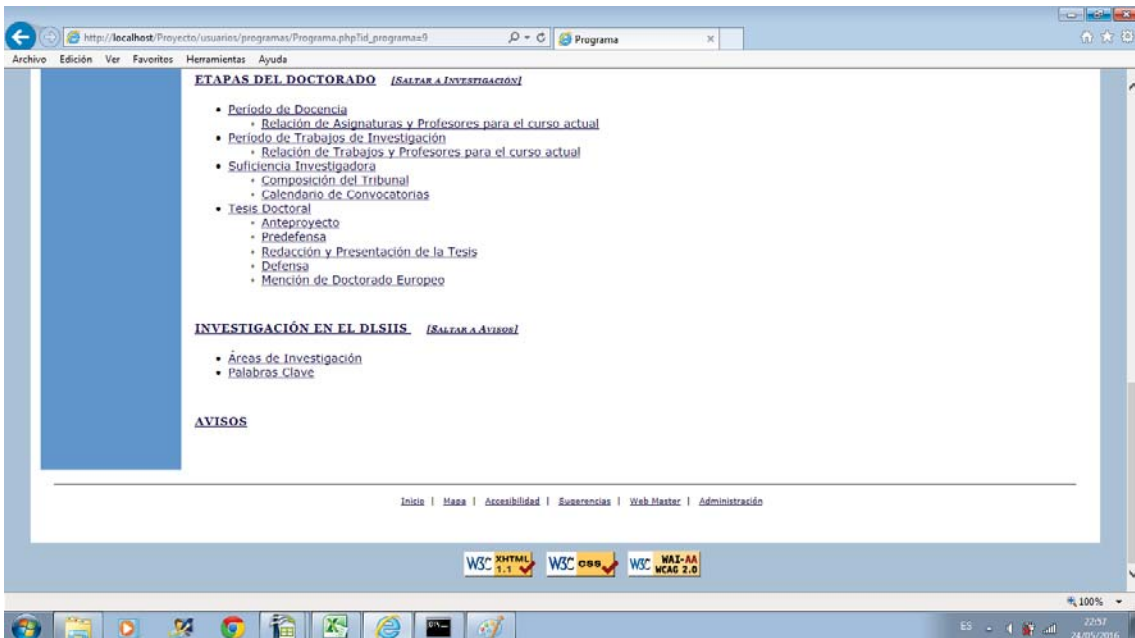 http://localhost/Proyecto/usuarios/programas/Programa.php?id_programa=9
Programa
Archivo Edición Ver Favoritos Herramientas Ayuda
ETAPAS DEL DOCTORADO [SALTAR A INVESTIGACIÓN]
Período de Docencia
Relación de Asignaturas y Profesores para el curso actual
Período de Trabajos de Investigación
Relación de Trabajos y Profesores para el curso actual
Suficiencia Investigadora
Composición del Tribunal
Calendario de Convocatorias
Tesis Doctoral
Anteproyecto
Predefensa
Redacción y Presentación de la Tesis
Defensa
Mención de Doctorado Europeo
INVESTIGACIÓN EN EL DLSIIS [SALTAR A AVISOS]
Áreas de Investigación
Palabras Clave
AVISOS
Inicio | Mapa | Accesibilidad | Sugerencias | Web Master | Administración
W3C XHTML 1.1 W3C css W3C WAI-AA WCAG 2.0
100%
ES 22:57
24/05/2016